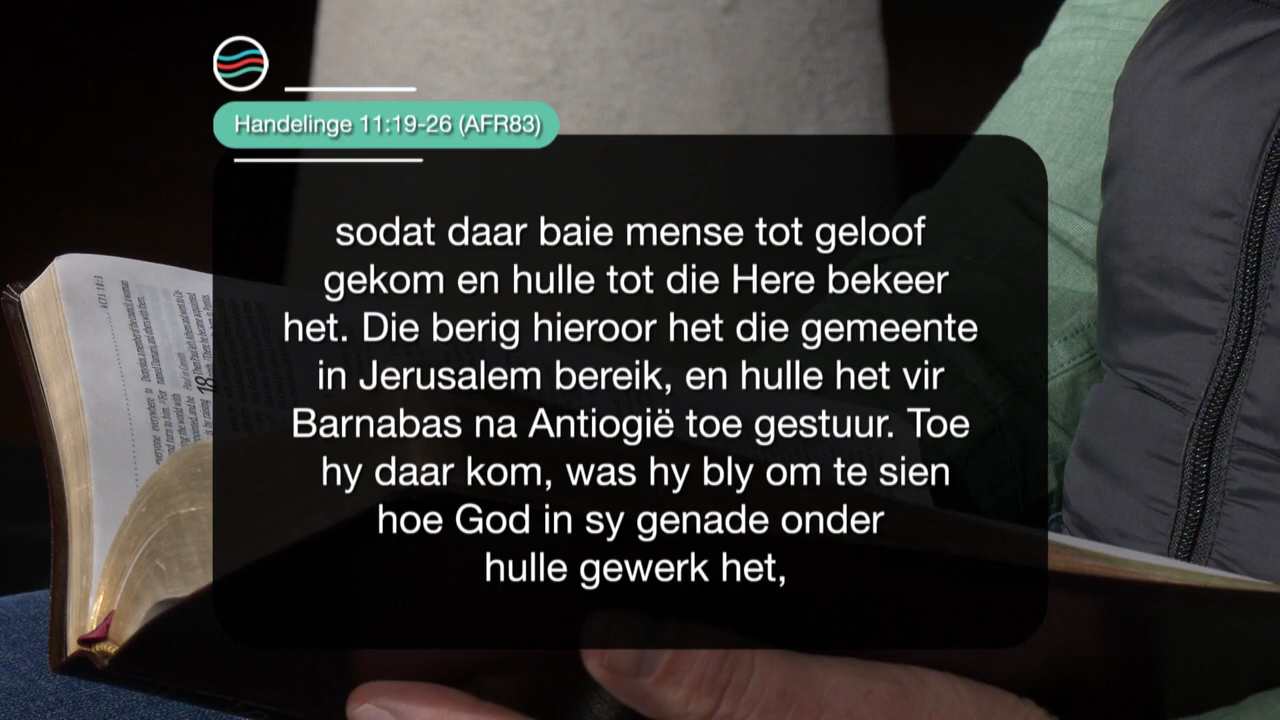 Handelinge 11:19-26 (AFR83)
sodat daar baie mense tot geloof
gekom en hulle tot die Here bekeer
het. Die berig hieroor het die gemeente
in Jerusalem bereik, en hulle het vir
Barnabas na Antiogië toe gestuur. Toe
hy daar kom, was hy bly om te sien
hoe God in sy genade onder
hulle gewerk het,